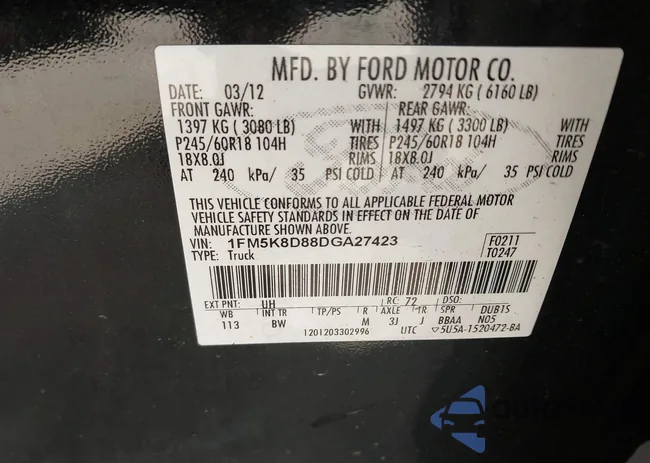 MFD. BY FORD MOTOR CO.
DATE: 03/12 GVWR: 2794 KG ( 6160 LB)
FRONT GAWR: REAR GAWR:
1397 KG ( 3080 LB) WITH 1497 KG ( 3300 LB) WITH
P245/60R18 104H TIRES P245/60R18 104H TIRES
18X8.0J RIMS 18X8.0J RIMS
AT 240 kPa/ 35 PSI COLD AT 240 kPa/ 35 PSI COLD
THIS VEHICLE CONFORMS TO ALL APPLICABLE FEDERAL MOTOR
VEHICLE SAFETY STANDARDS IN EFFECT ON THE DATE OF
MANUFACTURE SHOWN ABOVE.
VIN: 1FM5K8D88DGA27423 F0211
TYPE: Truck T0247
EXT PNT: UH RC: 72 DSO:
WB INT TR TP/PS R AXLE TR SPR DUBTS
113 BW M 3J J BBAA N05
1201203302996 UTC ▽5U5A-1520472-BA